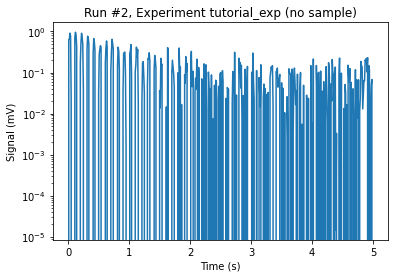 Run #2, Experiment tutorial_exp (no sample)
Signal (mV)
10⁰
10⁻¹
10⁻²
10⁻³
10⁻⁴
10⁻⁵
0 1 2 3 4 5
Time (s)